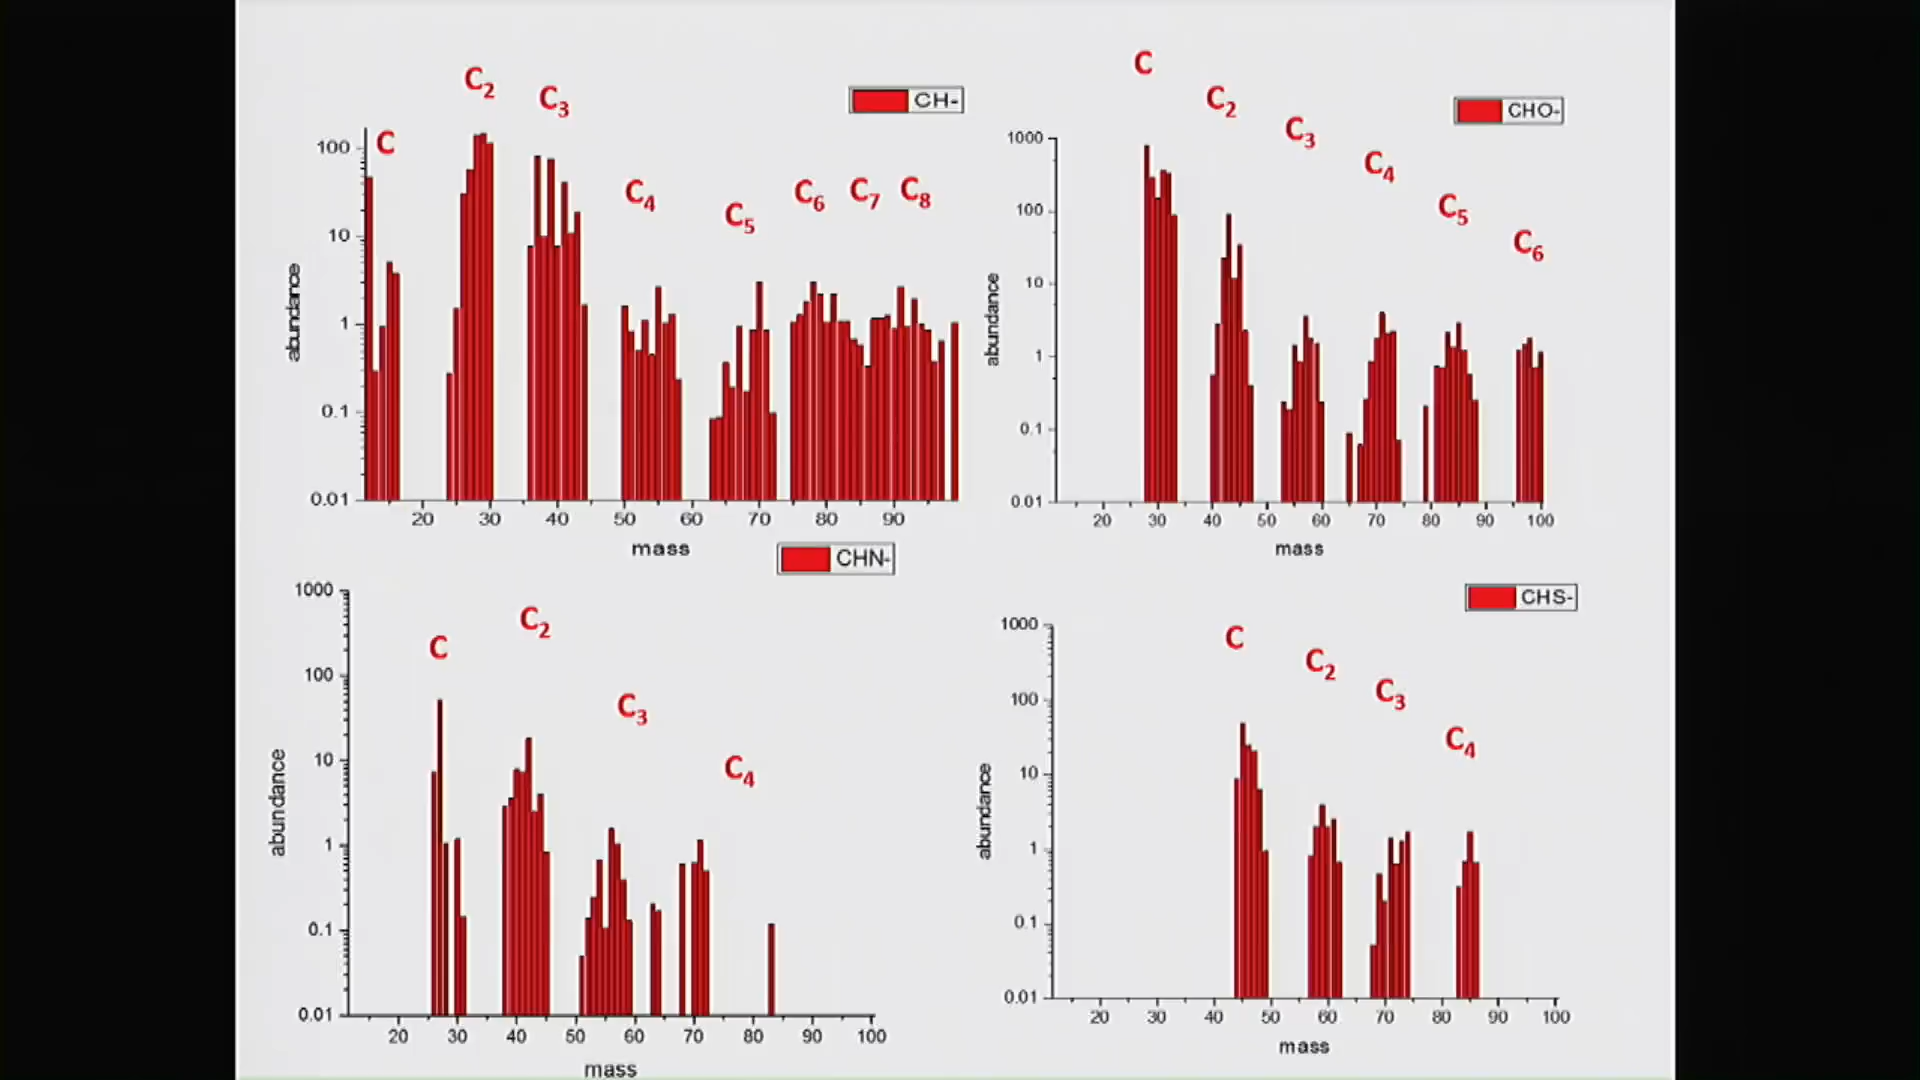 C C₂ C₃ C₄ C₅ C₆ C₇ C₈
CH-
100
10
1
0.1
0.01
abundance
20 30 40 50 60 70 80 90
mass
C C₂ C₃ C₄ C₅ C₆
CHO-
1000
100
10
1
0.1
0.01
abundance
20 30 40 50 60 70 80 90 100
mass
CHN-
C C₂ C₃ C₄
1000
100
10
1
0.1
0.01
abundance
20 30 40 50 60 70 80 90 100
mass
CHS-
C C₂ C₃ C₄
1000
100
10
1
0.1
0.01
abundance
20 30 40 50 60 70 80 90 100
mass